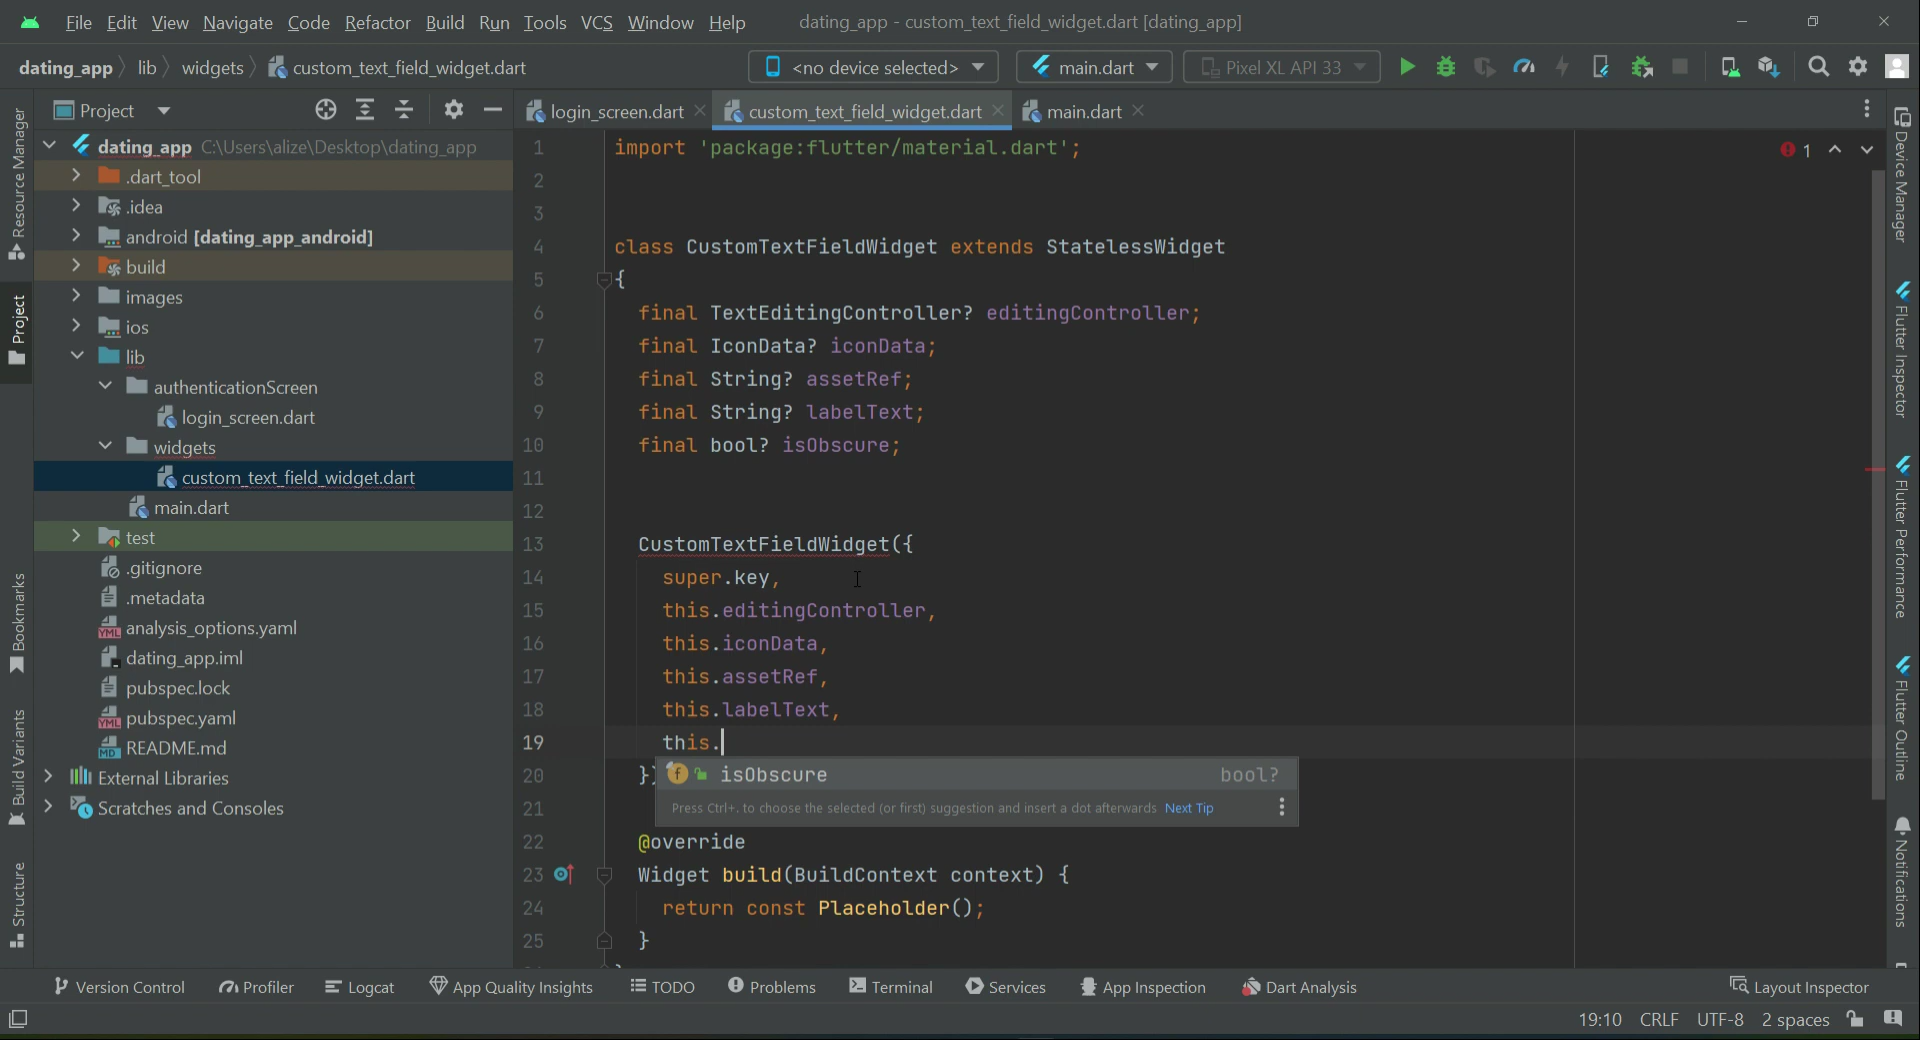 File Edit View Navigate Code Refactor Build Run Tools VCS Window Help dating_app - custom_text_field_widget.dart [dating_app]
dating_app lib widgets custom_text_field_widget.dart <no device selected> main.dart Pixel XL API 33
Project
login_screen.dart custom_text_field_widget.dart main.dart
dating_app C:\Users\alize\Desktop\dating_app
.dart_tool
.idea
android [dating_app_android]
build
images
ios
lib
authenticationScreen
login_screen.dart
widgets
custom_text_field_widget.dart
main.dart
test
.gitignore
.metadata
analysis_options.yaml
dating_app.iml
pubspec.lock
pubspec.yaml
README.md
External Libraries
Scratches and Consoles
Resource Manager
Project
Bookmarks
Build Variants
Structure
1 import 'package:flutter/material.dart';
2
3
4 class CustomTextFieldWidget extends StatelessWidget
5 {
6 final TextEditingController? editingController;
7 final IconData? iconData;
8 final String? assetRef;
9 final String? labelText;
10 final bool? isObscure;
11
12
13 CustomTextFieldWidget({
14 super.key,
15 this.editingController,
16 this.iconData,
17 this.assetRef,
18 this.labelText,
19 this.
20 })
isObscure bool?
Press Ctrl+. to choose the selected (or first) suggestion and insert a dot afterwards Next Tip
21
22 @override
23 Widget build(BuildContext context) {
24 return const Placeholder();
25 }
1
Device Manager
Flutter Inspector
Flutter Performance
Flutter Outline
Notifications
Version Control Profiler Logcat App Quality Insights TODO Problems Terminal Services App Inspection Dart Analysis Layout Inspector
19:10 CRLF UTF-8 2 spaces